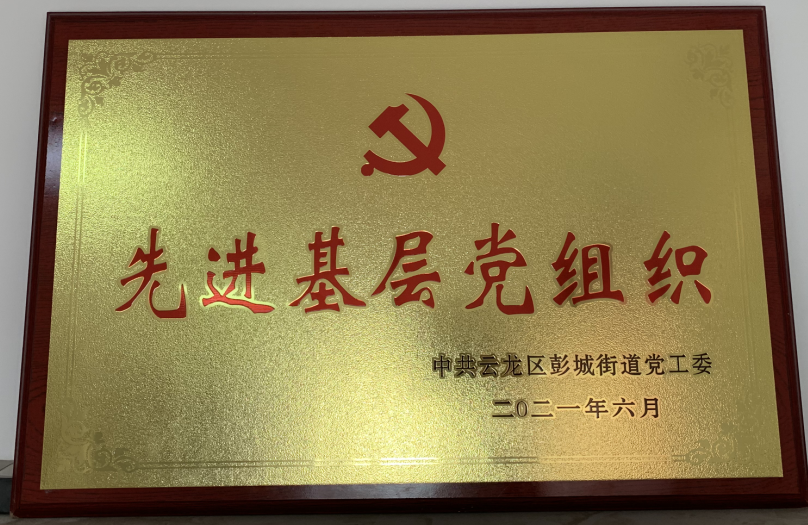 先进基层党组织
中共云龙区彭城街道党工委
二〇二一年六月